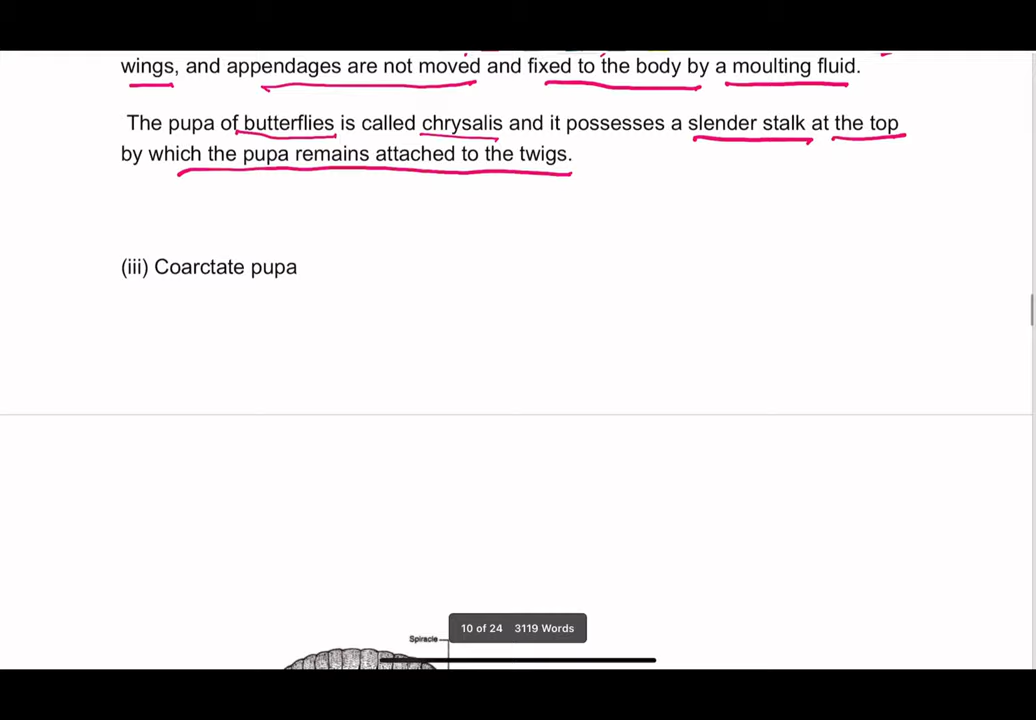 wings, and appendages are not moved and fixed to the body by a moulting fluid.
The pupa of butterflies is called chrysalis and it possesses a slender stalk at the top
by which the pupa remains attached to the twigs.
(iii) Coarctate pupa
10 of 24 3119 Words
Spiracle